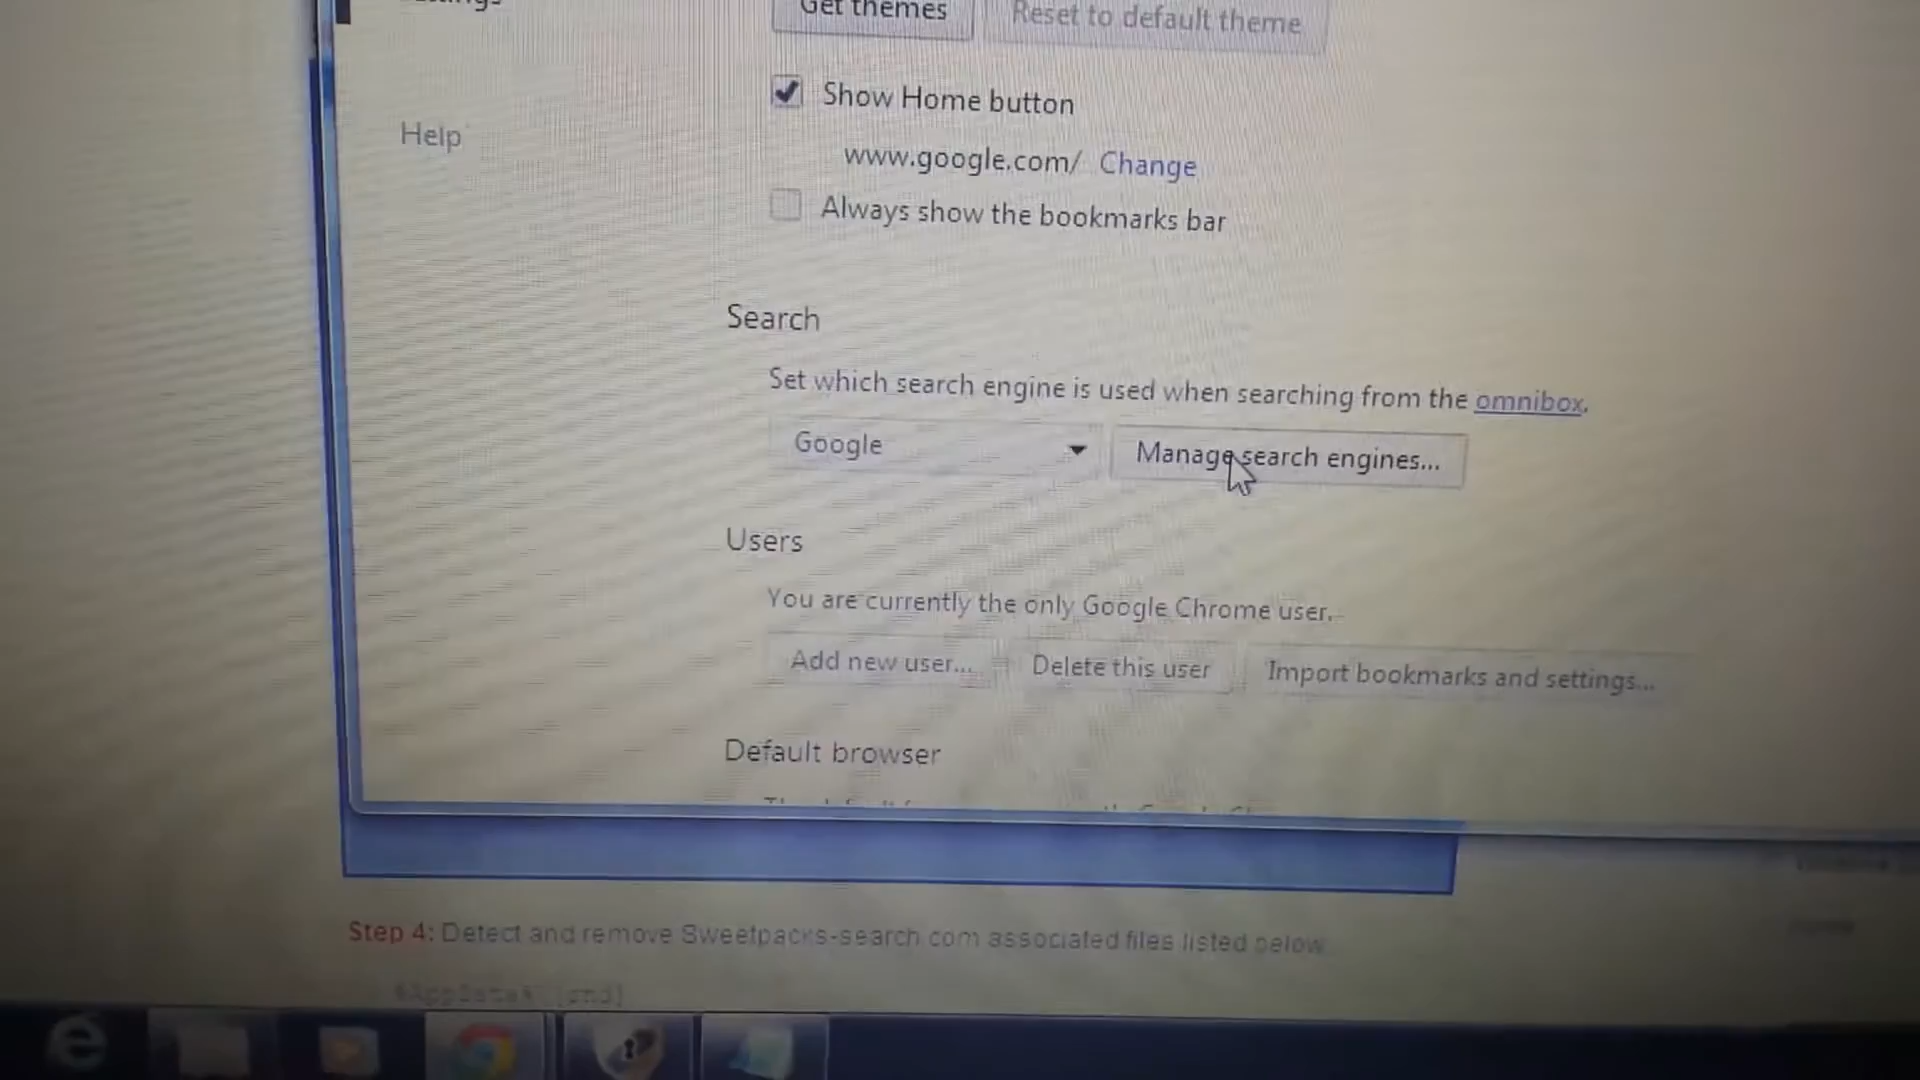 Get themes
Reset to default theme
Show Home button
Help
www.google.com/ Change
Always show the bookmarks bar
Search
Set which search engine is used when searching from the omnibox.
Google
Manage search engines...
Users
You are currently the only Google Chrome user.
Add new user...
Delete this user
Import bookmarks and settings...
Default browser
Step 4: Detect and remove Sweetpacks-search.com associated files listed below